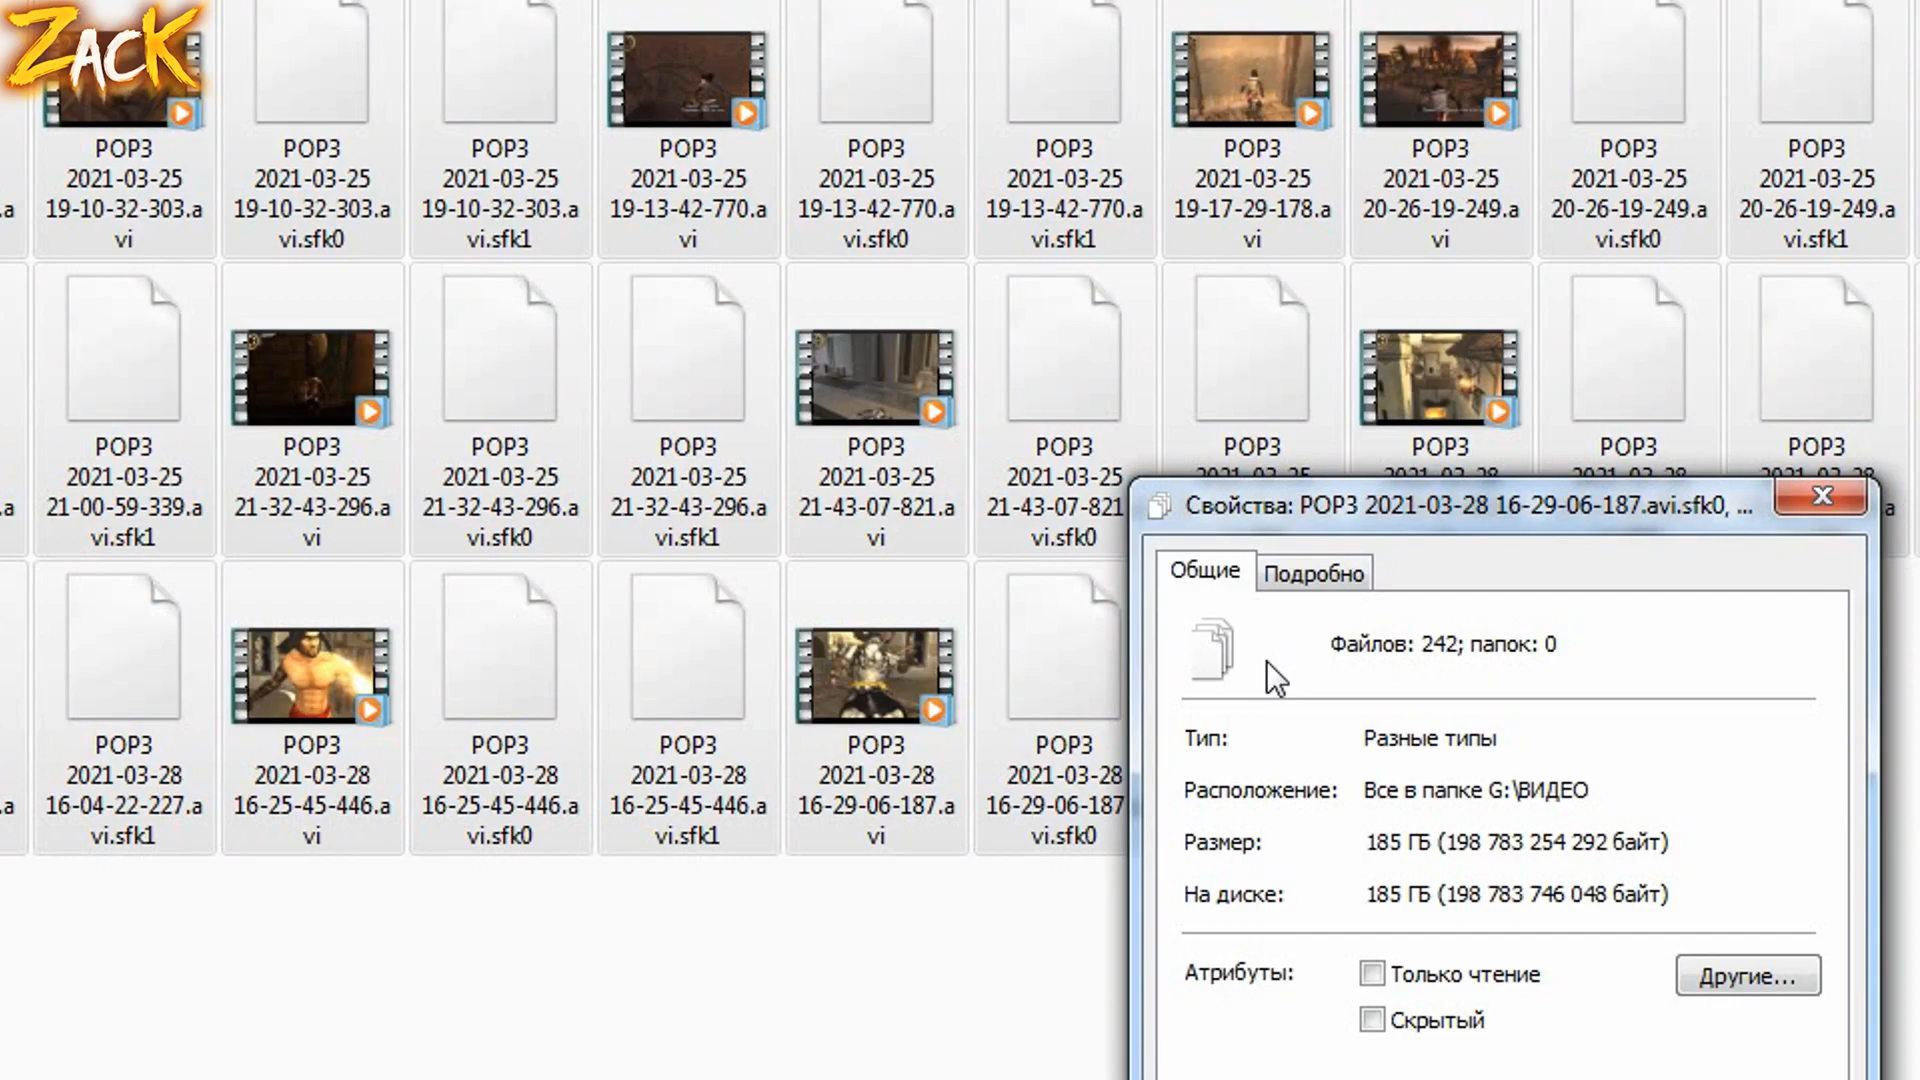 ZacK
POP3
2021-03-25
19-10-32-303.a
vi
POP3
2021-03-25
19-10-32-303.a
vi.sfk0
POP3
2021-03-25
19-10-32-303.a
vi.sfk1
POP3
2021-03-25
19-13-42-770.a
vi
POP3
2021-03-25
19-13-42-770.a
vi.sfk0
POP3
2021-03-25
19-13-42-770.a
vi.sfk1
POP3
2021-03-25
19-17-29-178.a
vi
POP3
2021-03-25
20-26-19-249.a
vi
POP3
2021-03-25
20-26-19-249.a
vi.sfk0
POP3
2021-03-25
20-26-19-249.a
vi.sfk1
.a
POP3
2021-03-25
21-00-59-339.a
vi.sfk1
POP3
2021-03-25
21-32-43-296.a
vi
POP3
2021-03-25
21-32-43-296.a
vi.sfk0
POP3
2021-03-25
21-32-43-296.a
vi.sfk1
POP3
2021-03-25
21-43-07-821.a
vi
POP3
2021-03-25
21-43-07-821
vi.sfk0
POP3
2021-03-25
POP3
2021-03-28
POP3
2021-03-28
POP3
2021-03-28
.a
POP3
2021-03-28
16-04-22-227.a
vi.sfk1
POP3
2021-03-28
16-25-45-446.a
vi
POP3
2021-03-28
16-25-45-446.a
vi.sfk0
POP3
2021-03-28
16-25-45-446.a
vi.sfk1
POP3
2021-03-28
16-29-06-187.a
vi
POP3
2021-03-28
16-29-06-187
vi.sfk0
Свойства: POP3 2021-03-28 16-29-06-187.avi.sfk0, ...
Общие
Подробно
Файлов: 242; папок: 0
Тип: Разные типы
Расположение: Все в папке G:\ВИДЕО
Размер: 185 ГБ (198 783 254 292 байт)
На диске: 185 ГБ (198 783 746 048 байт)
Атрибуты: Только чтение Другие...
Скрытый